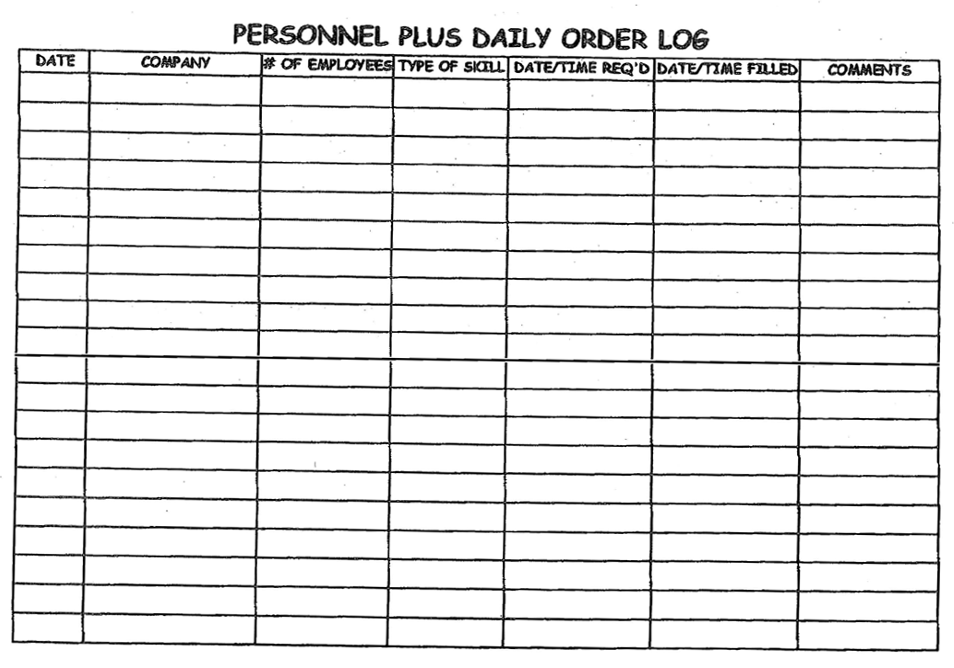 PERSONNEL PLUS DAILY ORDER LOG
DATE COMPANY # OF EMPLOYEES TYPE OF SKILL DATE/TIME REQ'D DATE/TIME FILLED COMMENTS